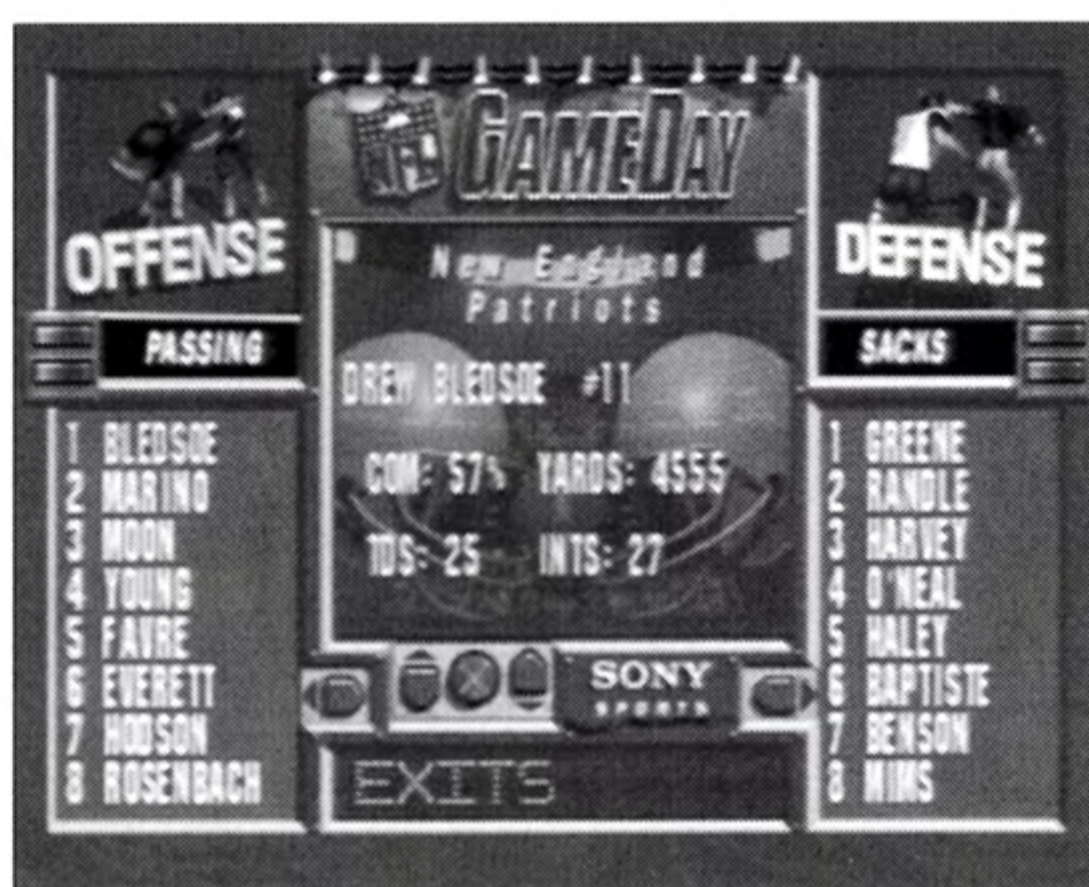 NFL GAMEDAY
OFFENSE
PASSING
1 BLEDSOE
2 MARINO
3 MOON
4 YOUNG
5 FAVRE
6 EVERETT
7 HODSON
8 ROSENBACH
New England
Patriots
DREW BLEDSOE #11
COM: 57% YARDS: 4555
TDS: 25 INTS: 27
SONY
SPORTS
EXITS
DEFENSE
SACKS
1 GREENE
2 RANDLE
3 HARVEY
4 O'NEAL
5 HALEY
6 BAPTISTE
7 BENSON
8 MIMS